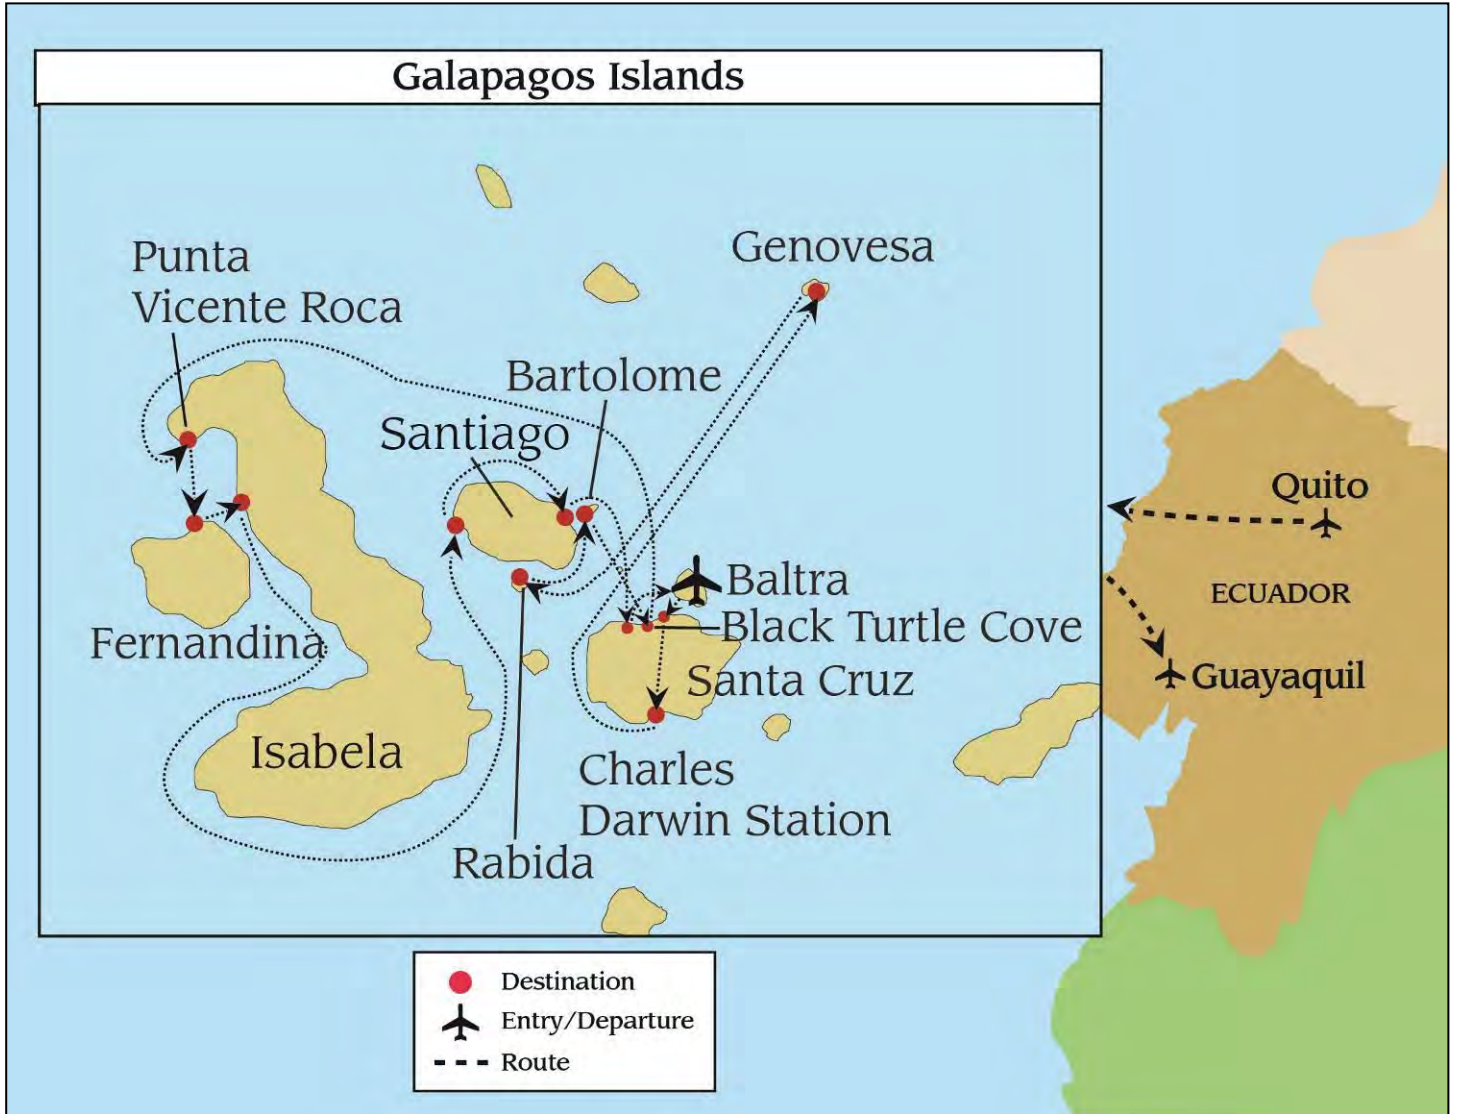 Galapagos Islands
Punta
Vicente Roca
Genovesa
Bartolome
Santiago
Quito
Baltra
ECUADOR
Black Turtle Cove
Fernandina
Santa Cruz
Guayaquil
Isabela
Charles
Darwin Station
Rabida
Destination
Entry/Departure
Route